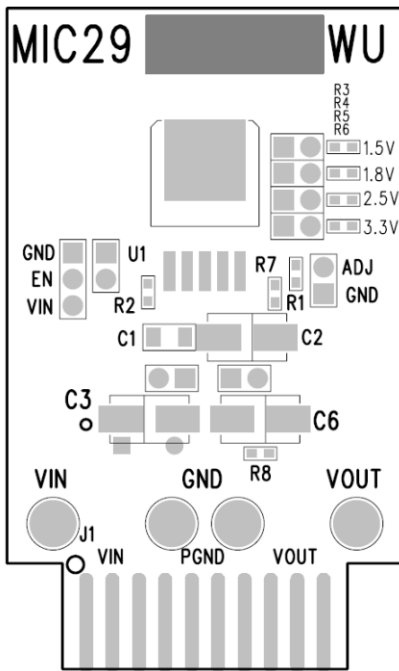 MIC29 WU
R3
R4
R5
R6
1.5V
1.8V
2.5V
3.3V
GND U1
EN
VIN
R2
R7
R1
ADJ
GND
C1
C2
C3
C6
R8
VIN GND VOUT
J1
VIN PGND VOUT